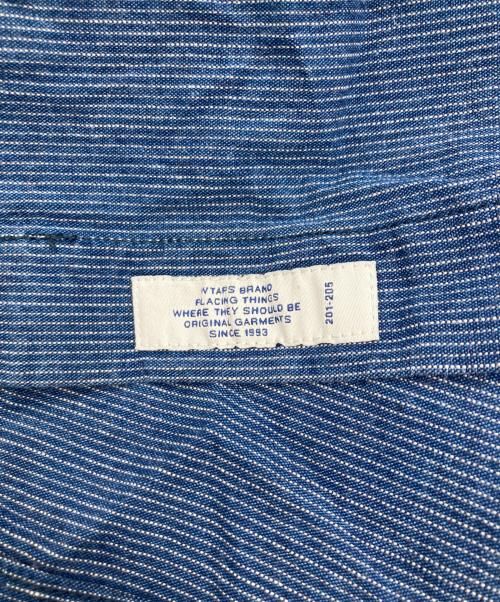 WTAPS BRAND
PLACING THINGS
WHERE THEY SHOULD BE
ORIGINAL GARMENTS
SINCE 1993
201-205